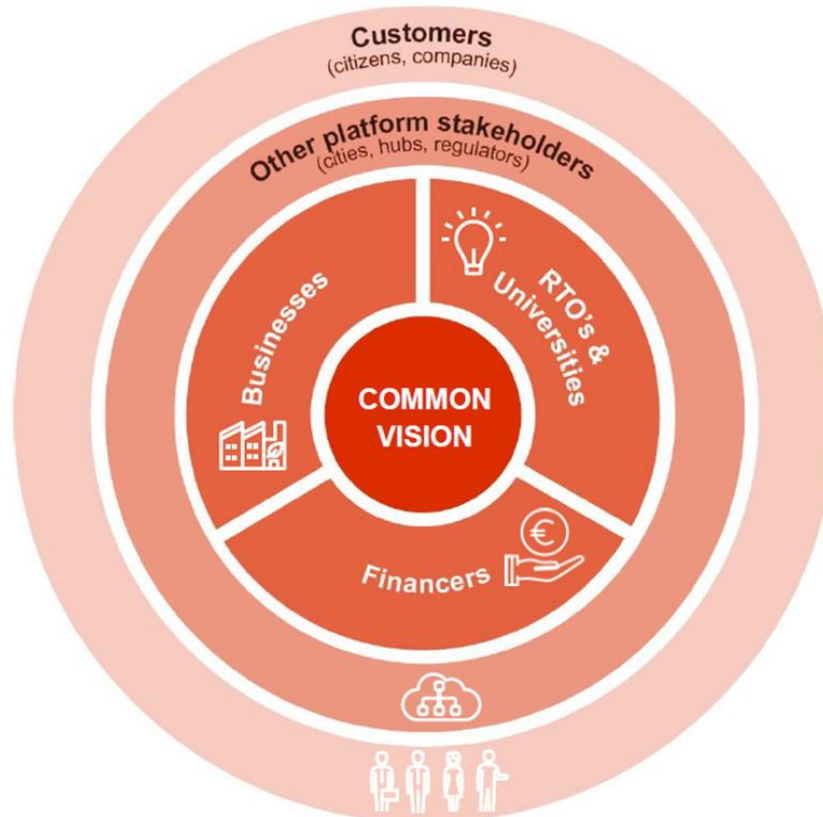 Customers
(citizens, companies)
Other platform stakeholders
(cities, hubs, regulators)
Businesses
RTO's &
Universities
COMMON
VISION
Financers
€